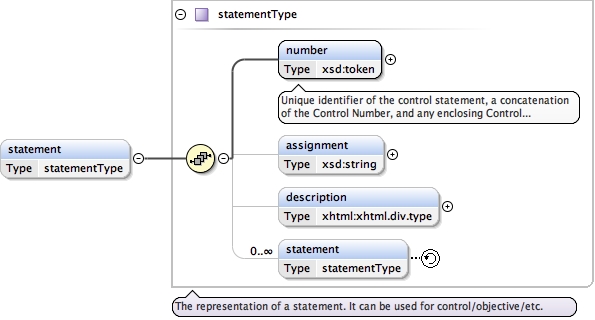 statementType
number
Type xsd:token
Unique identifier of the control statement, a concatenation
of the Control Number, and any enclosing Control...
statement
Type statementType
assignment
Type xsd:string
description
Type xhtml:xhtml.div.type
0..∞
statement
Type statementType
The representation of a statement. It can be used for control/objective/etc.